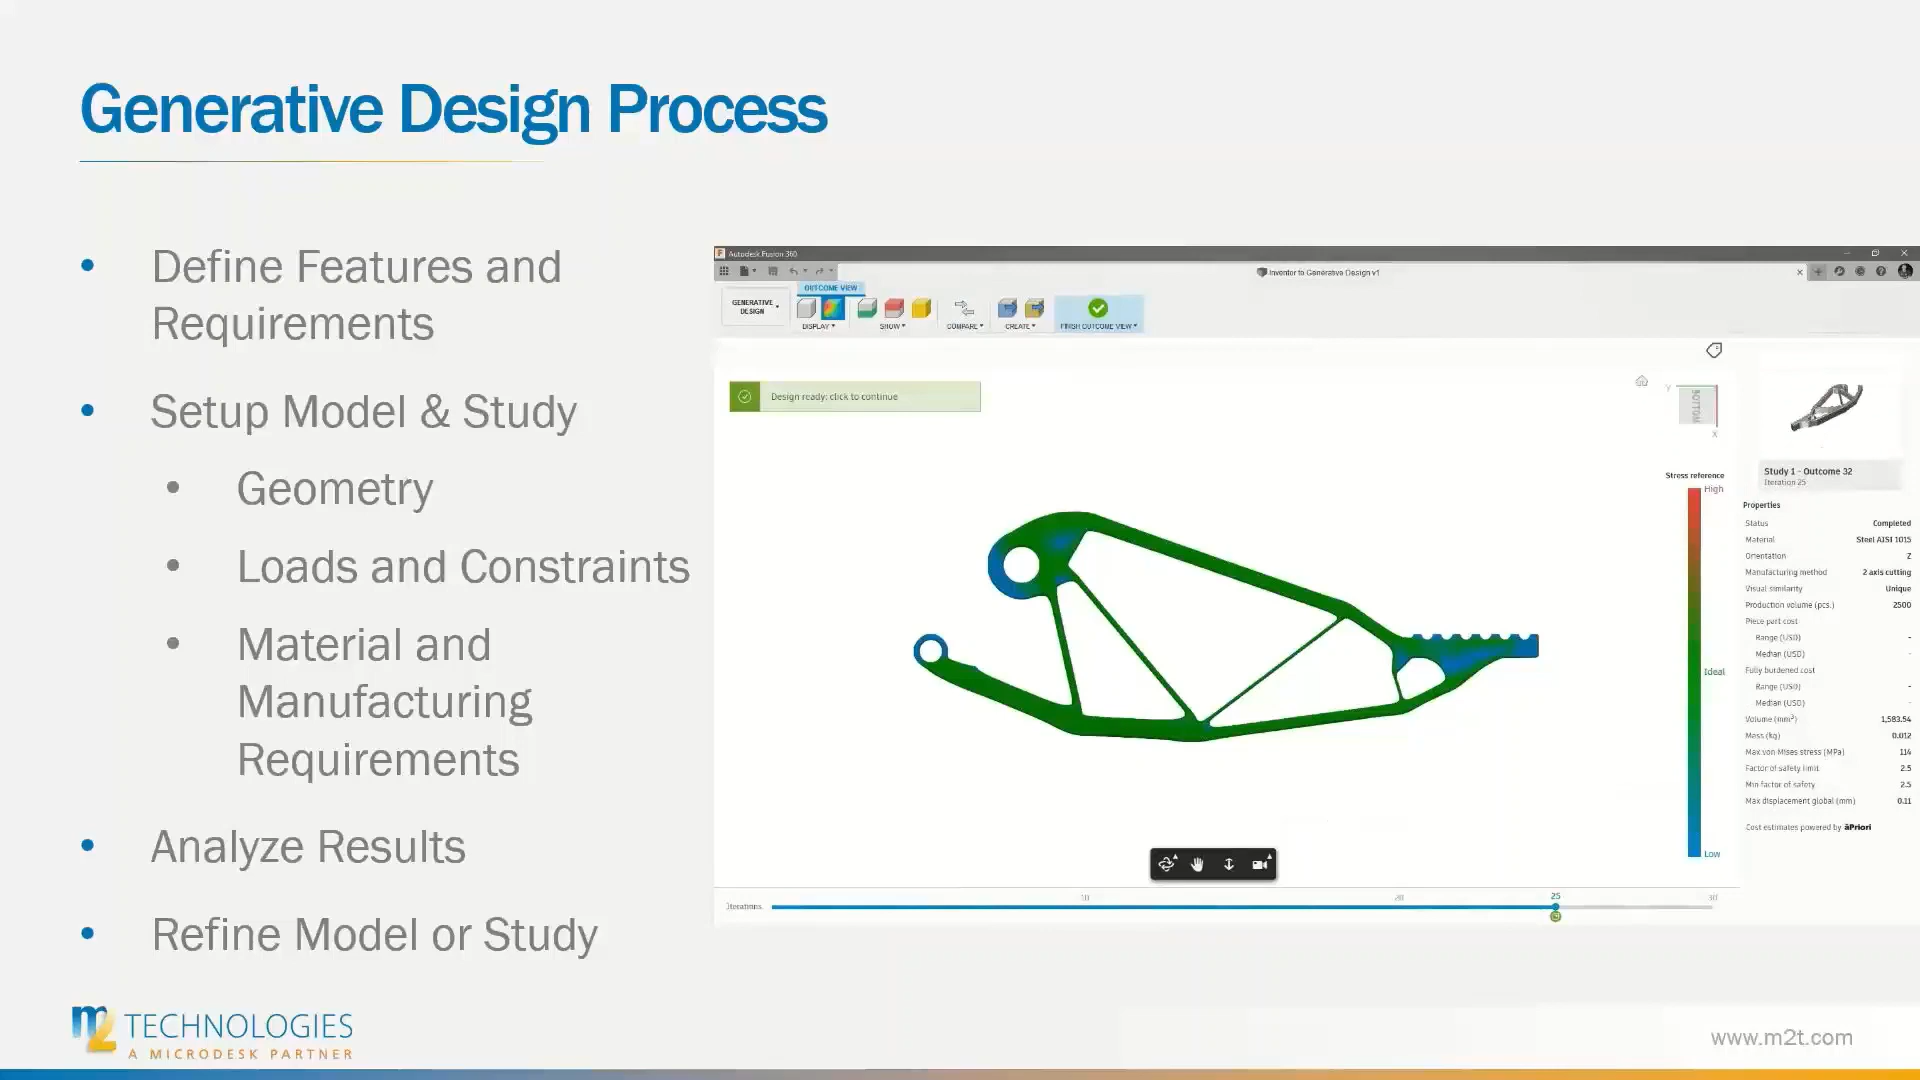 Generative Design Process
• Define Features and
Requirements
• Setup Model & Study
• Geometry
• Loads and Constraints
• Material and
Manufacturing
Requirements
• Analyze Results
• Refine Model or Study
Autodesk Fusion 360
Inventor to Generative Design v1
OUTCOME VIEW
GENERATIVE
DESIGN
DISPLAY
SHOW
COMPARE
CREATE
FINISH OUTCOME VIEW
Design ready: click to continue
Y
BOTTOM
X
Stress reference
High
Ideal
Low
Study 1 - Outcome 32
Iteration 25
Properties
Status Completed
Material Steel AISI 1015
Orientation Z
Manufacturing method 2 axis cutting
Visual similarity Unique
Production volume (pcs.) 2500
Piece part cost
Range (USD) -
Median (USD) -
Fully burdened cost
Range (USD) -
Median (USD) -
Volume (mm³) 1,583.54
Mass (kg) 0.012
Max von Mises stress (MPa) 114
Factor of safety limit 2.5
Min factor of safety 2.5
Max displacement global (mm) 0.11
Cost estimates powered by aPriori
Iterations
10
20
25
30
m2 TECHNOLOGIES
A MICRODESK PARTNER
www.m2t.com